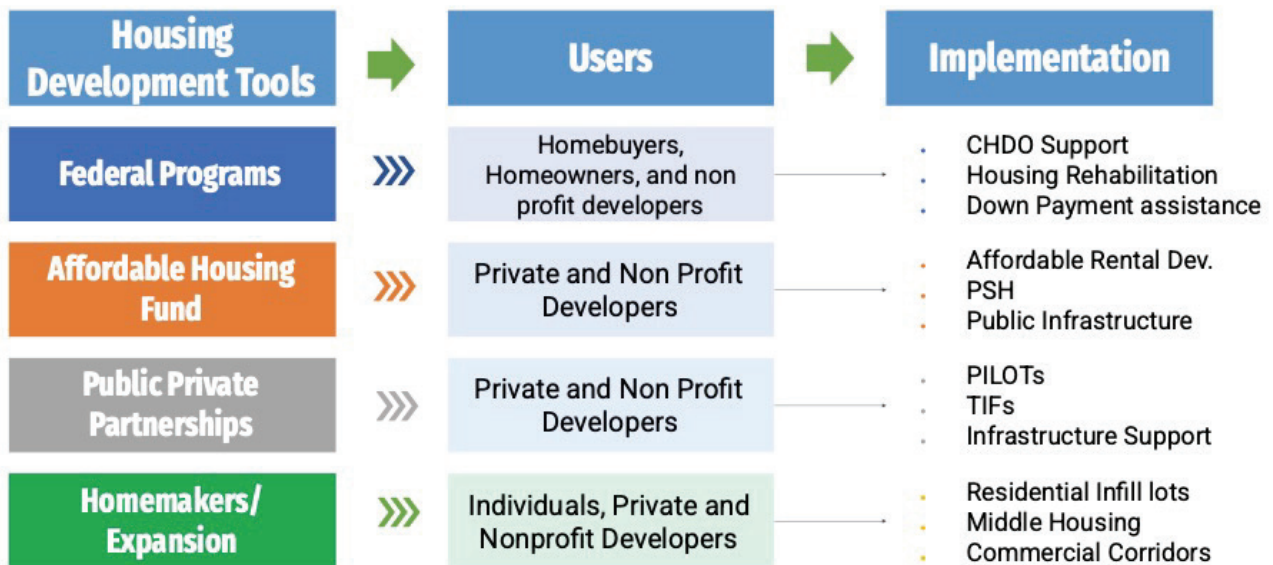 Housing
Development Tools
Users
Implementation
Federal Programs
Homebuyers,
Homeowners, and non
profit developers
CHDO Support
Housing Rehabilitation
Down Payment assistance
Affordable Housing
Fund
Private and Non Profit
Developers
Affordable Rental Dev.
PSH
Public Infrastructure
Public Private
Partnerships
Private and Non Profit
Developers
PILOTs
TIFs
Infrastructure Support
Homemakers/
Expansion
Individuals, Private and
Nonprofit Developers
Residential Infill lots
Middle Housing
Commercial Corridors